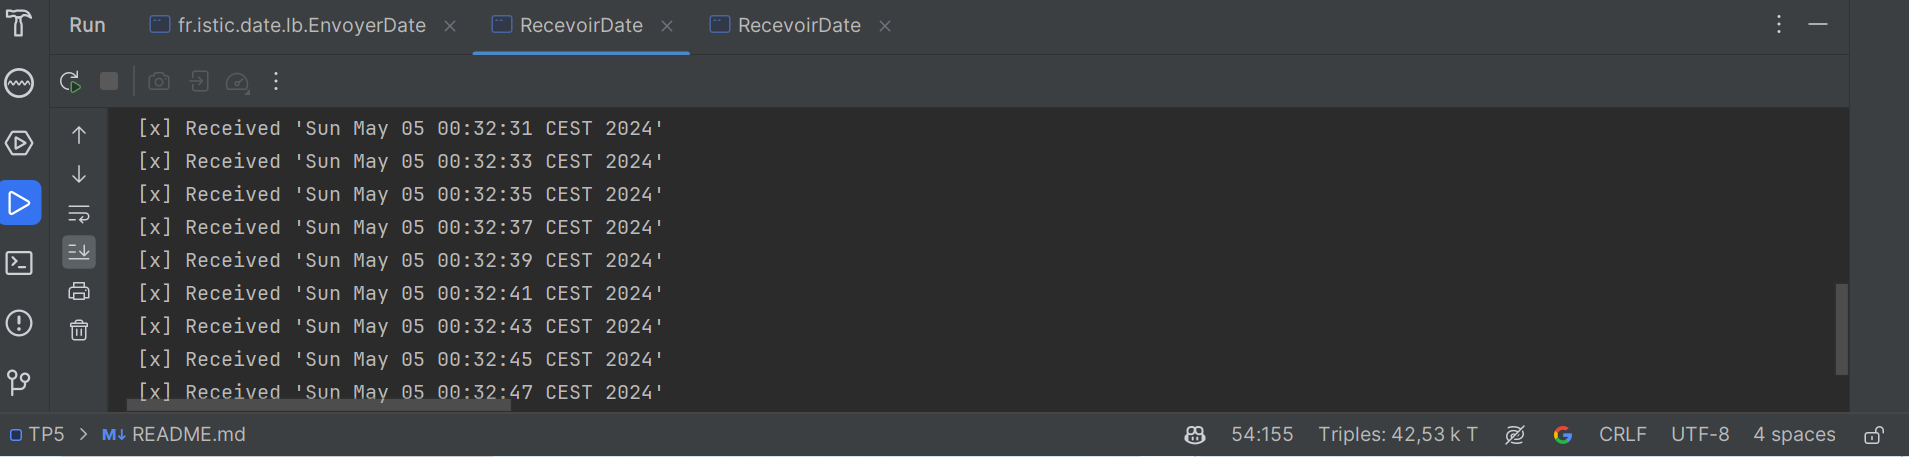 Run fr.istic.date.lb.EnvoyerDate RecevoirDate RecevoirDate
[x] Received 'Sun May 05 00:32:31 CEST 2024'
[x] Received 'Sun May 05 00:32:33 CEST 2024'
[x] Received 'Sun May 05 00:32:35 CEST 2024'
[x] Received 'Sun May 05 00:32:37 CEST 2024'
[x] Received 'Sun May 05 00:32:39 CEST 2024'
[x] Received 'Sun May 05 00:32:41 CEST 2024'
[x] Received 'Sun May 05 00:32:43 CEST 2024'
[x] Received 'Sun May 05 00:32:45 CEST 2024'
[x] Received 'Sun May 05 00:32:47 CEST 2024'
TP5 > M↓ README.md 54:155 Triples: 42,53 k T CRLF UTF-8 4 spaces